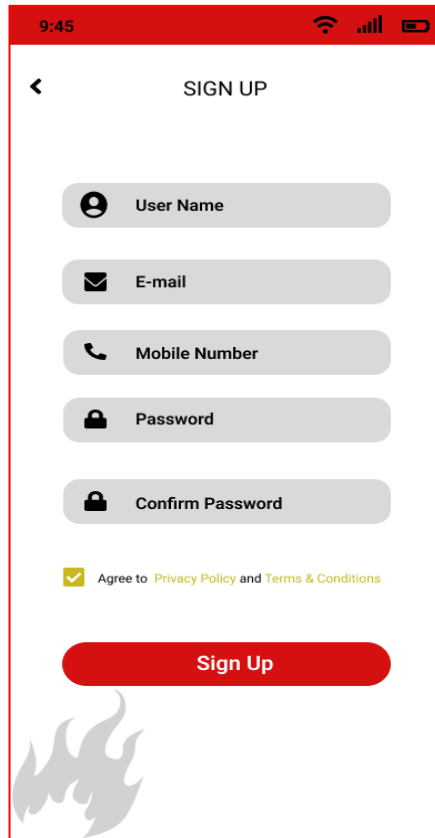 9:45
SIGN UP
User Name
E-mail
Mobile Number
Password
Confirm Password
Agree to Privacy Policy and Terms & Conditions
Sign Up